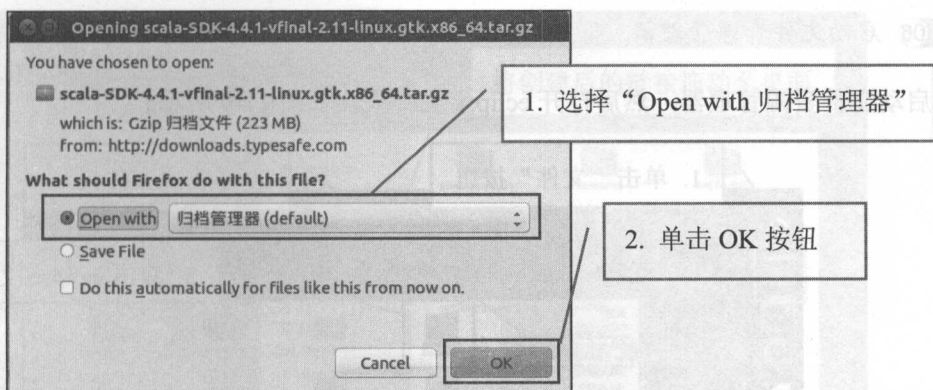 Opening scala-SDK-4.4.1-vfinal-2.11-linux.gtk.x86_64.tar.gz
You have chosen to open:
scala-SDK-4.4.1-vfinal-2.11-linux.gtk.x86_64.tar.gz
which is: Gzip 归档文件 (223 MB)
from: http://downloads.typesafe.com
What should Firefox do with this file?
Open with 归档管理器 (default)
Save File
Do this automatically for files like this from now on.
Cancel
OK
1. 选择“Open with 归档管理器”
2. 单击 OK 按钮